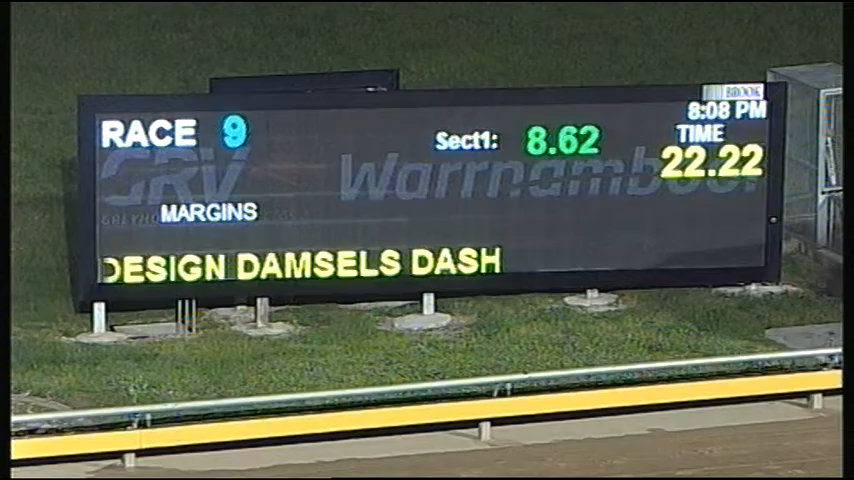 BROOK
8:08 PM
RACE 9 Sect1: 8.62 TIME
22.22
GRV Warrnambool
MARGINS
DESIGN DAMSELS DASH